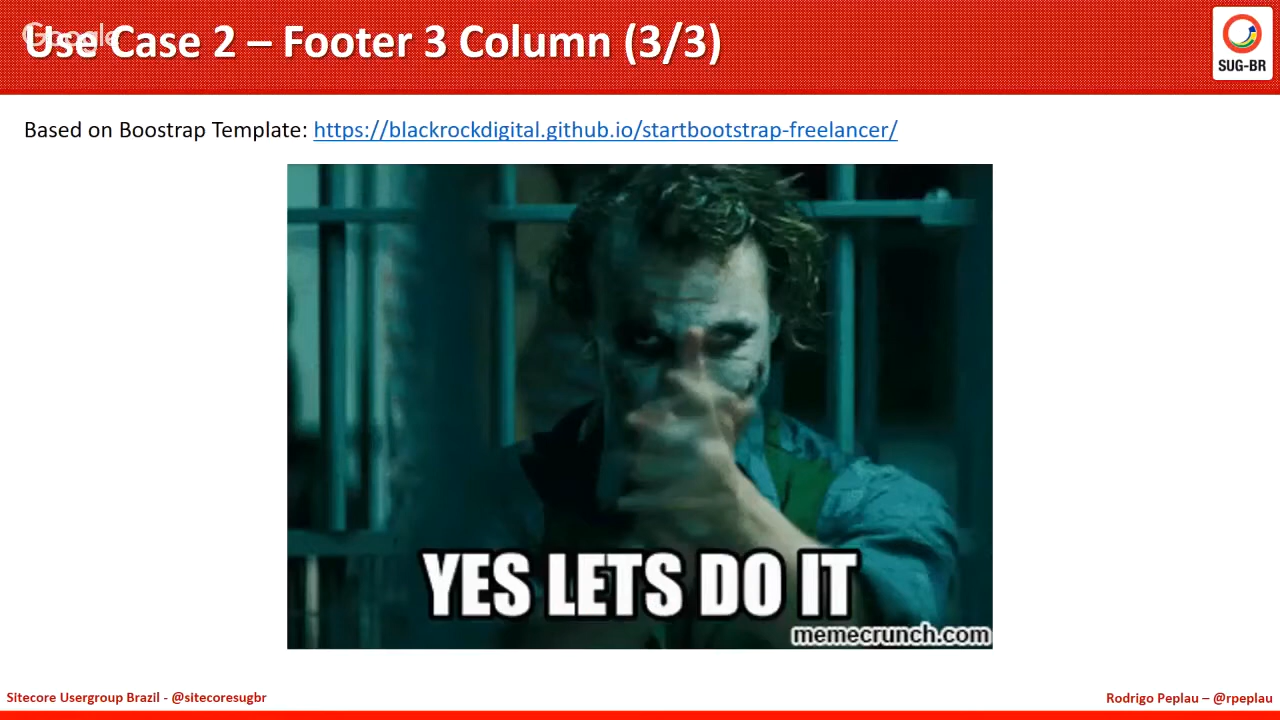 Google
Use Case 2 – Footer 3 Column (3/3)
SUG-BR
Based on Boostrap Template: https://blackrockdigital.github.io/startbootstrap-freelancer/
YES LETS DO IT
memecrunch.com
Sitecore Usergroup Brazil - @sitecoresugbr
Rodrigo Peplau – @rpeplau